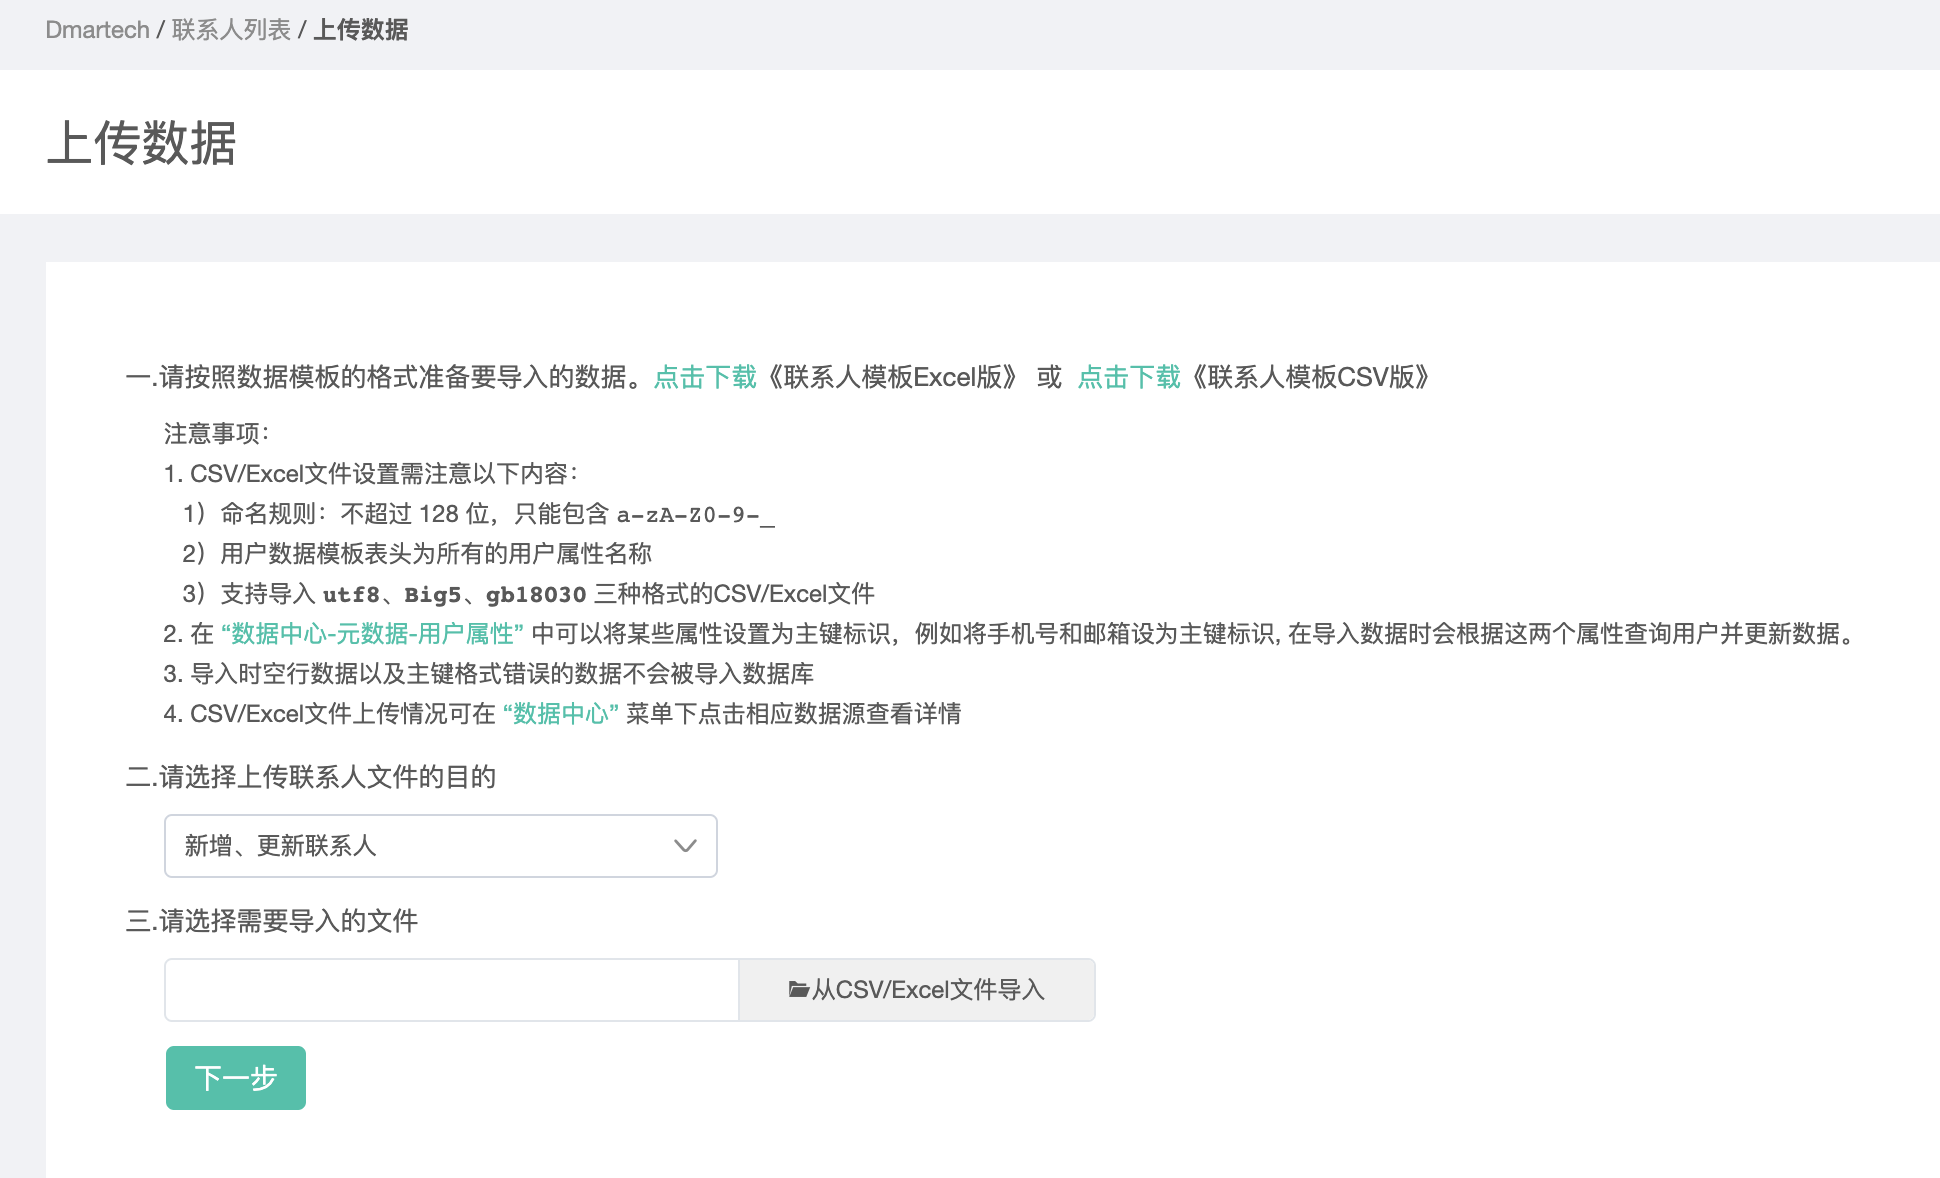 Dmartech / 联系人列表 / 上传数据
上传数据
一.请按照数据模板的格式准备要导入的数据。点击下载《联系人模板Excel版》 或 点击下载《联系人模板CSV版》
注意事项：
1. CSV/Excel文件设置需注意以下内容：
1）命名规则：不超过 128 位，只能包含 a-zA-Z0-9-_
2）用户数据模板表头为所有的用户属性名称
3）支持导入 utf8、Big5、gb18030 三种格式的CSV/Excel文件
2. 在 “数据中心-元数据-用户属性” 中可以将某些属性设置为主键标识，例如将手机号和邮箱设为主键标识, 在导入数据时会根据这两个属性查询用户并更新数据。
3. 导入时空行数据以及主键格式错误的数据不会被导入数据库
4. CSV/Excel文件上传情况可在 “数据中心” 菜单下点击相应数据源查看详情
二.请选择上传联系人文件的目的
新增、更新联系人
三.请选择需要导入的文件
从CSV/Excel文件导入
下一步